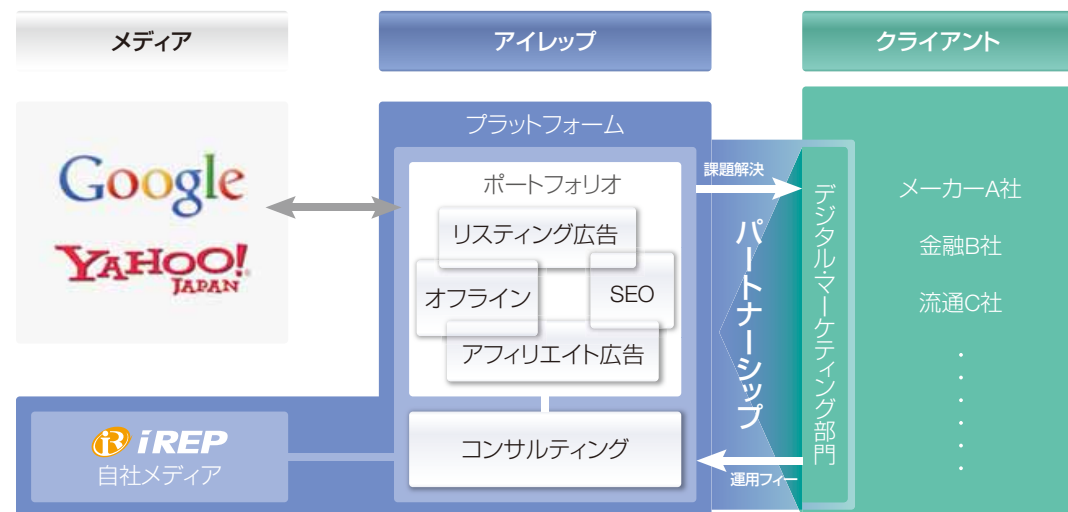 メディア
アイレップ
クライアント
Google
YAHOO!
JAPAN
プラットフォーム
ポートフォリオ
リスティング広告
オフライン
SEO
アフィリエイト広告
コンサルティング
iR iREP
自社メディア
課題解決
パートナーシップ
運用フィー
デジタル・マーケティング部門
メーカーA社
金融B社
流通C社
・
・
・
・
・
・